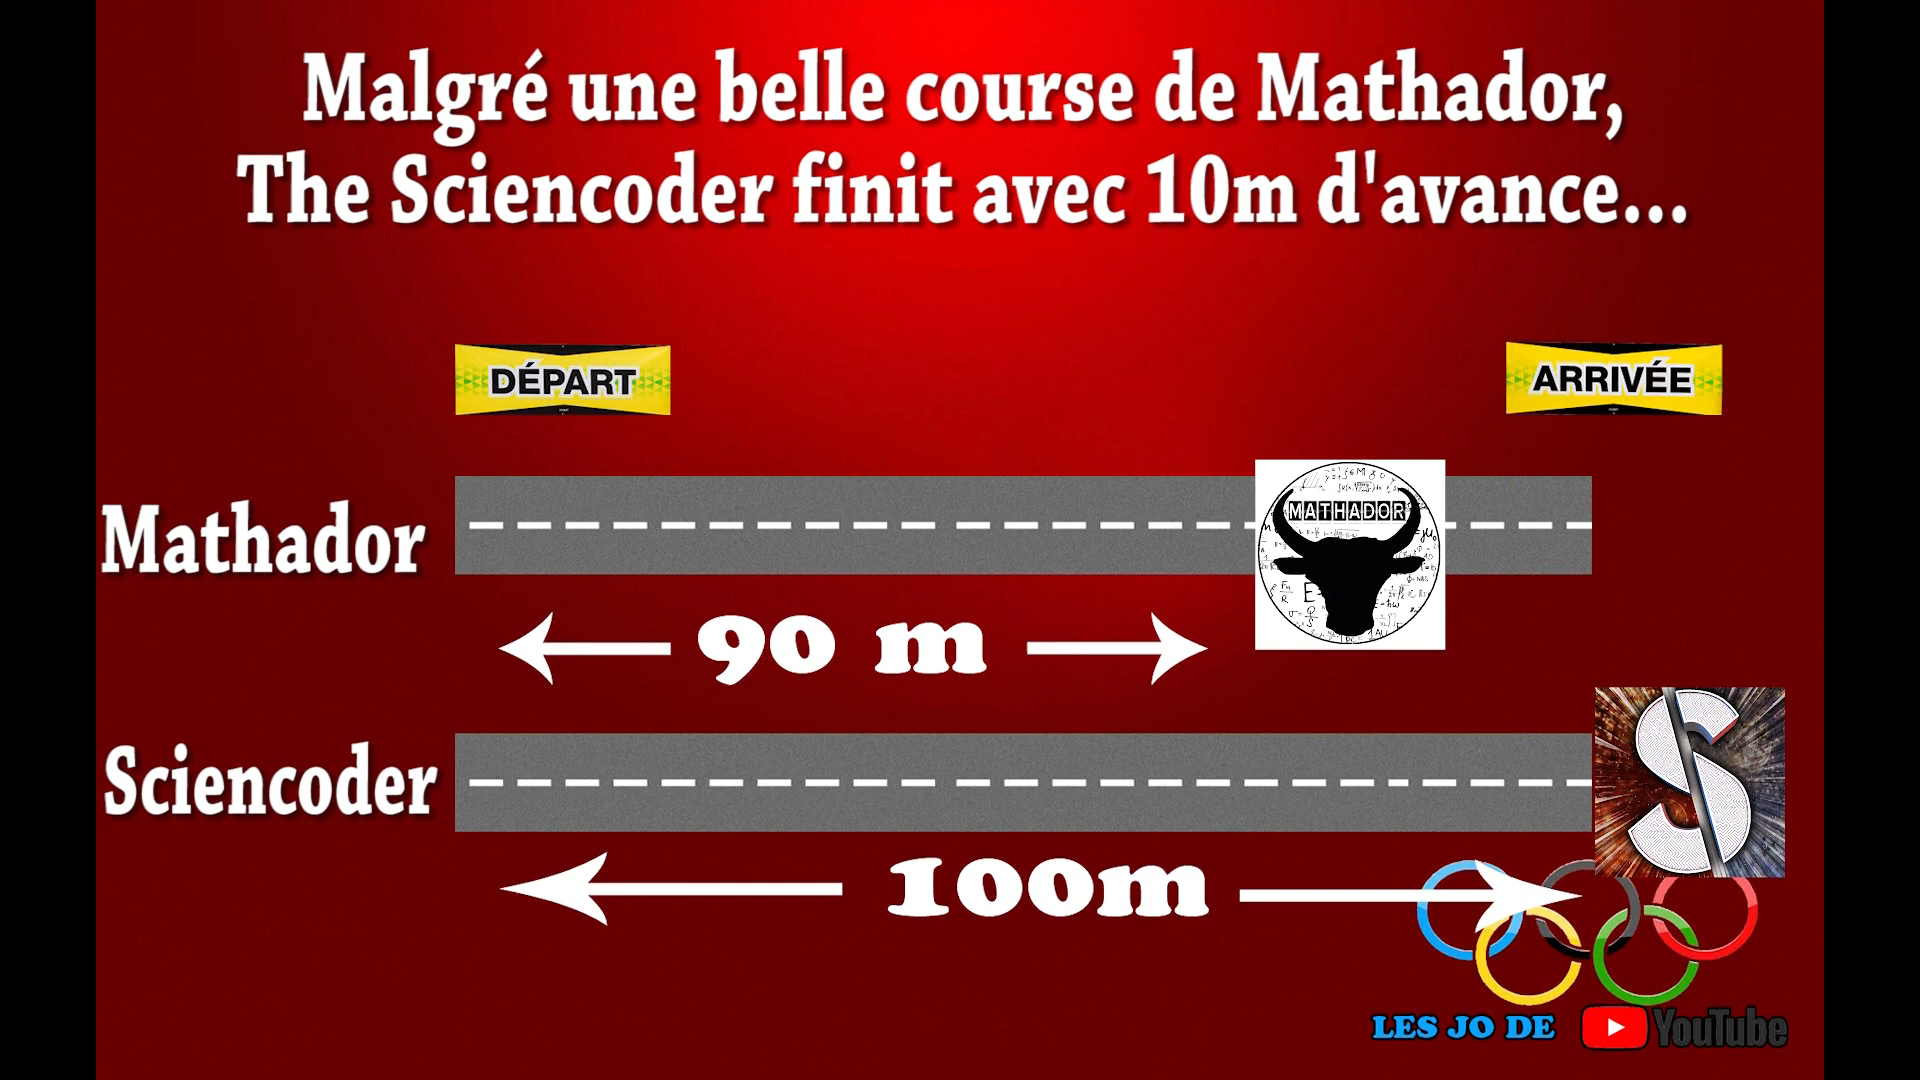 Malgré une belle course de Mathador,
The Sciencoder finit avec 10m d'avance...
DÉPART
ARRIVÉE
Mathador
MATHADOR
90 m
Sciencoder
S
100m
LES JO DE YouTube